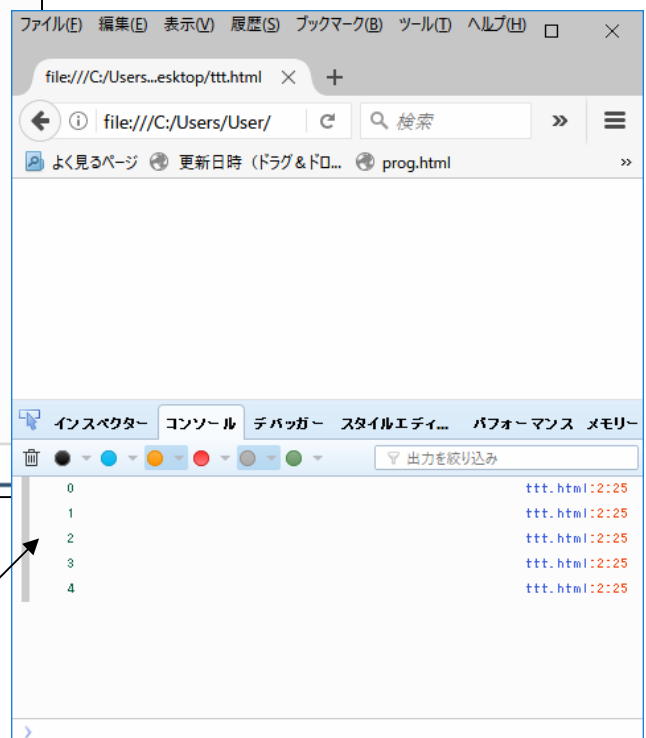 ファイル(F) 編集(E) 表示(V) 履歴(S) ブックマーク(B) ツール(T) ヘルプ(H)
file:///C:/Users...esktop/ttt.html
file:///C:/Users/User/ 検索
よく見るページ 更新日時（ドラグ&ドロ... prog.html
インスペクター コンソール デバッガー スタイルエディ... パフォーマンス メモリー
出力を絞り込み
0 ttt.html:2:25
1 ttt.html:2:25
2 ttt.html:2:25
3 ttt.html:2:25
4 ttt.html:2:25